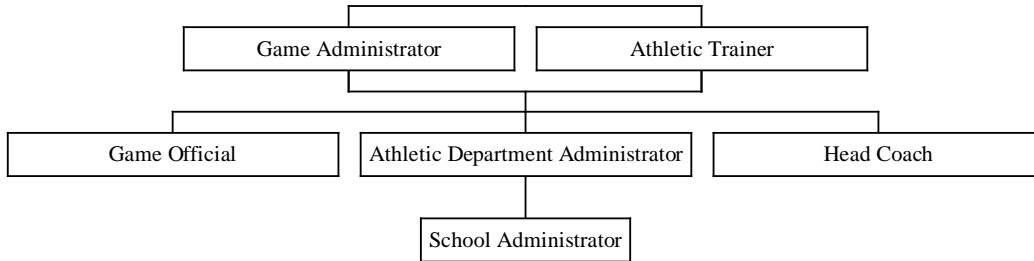 Game Administrator
Athletic Trainer
Game Official
Athletic Department Administrator
Head Coach
School Administrator